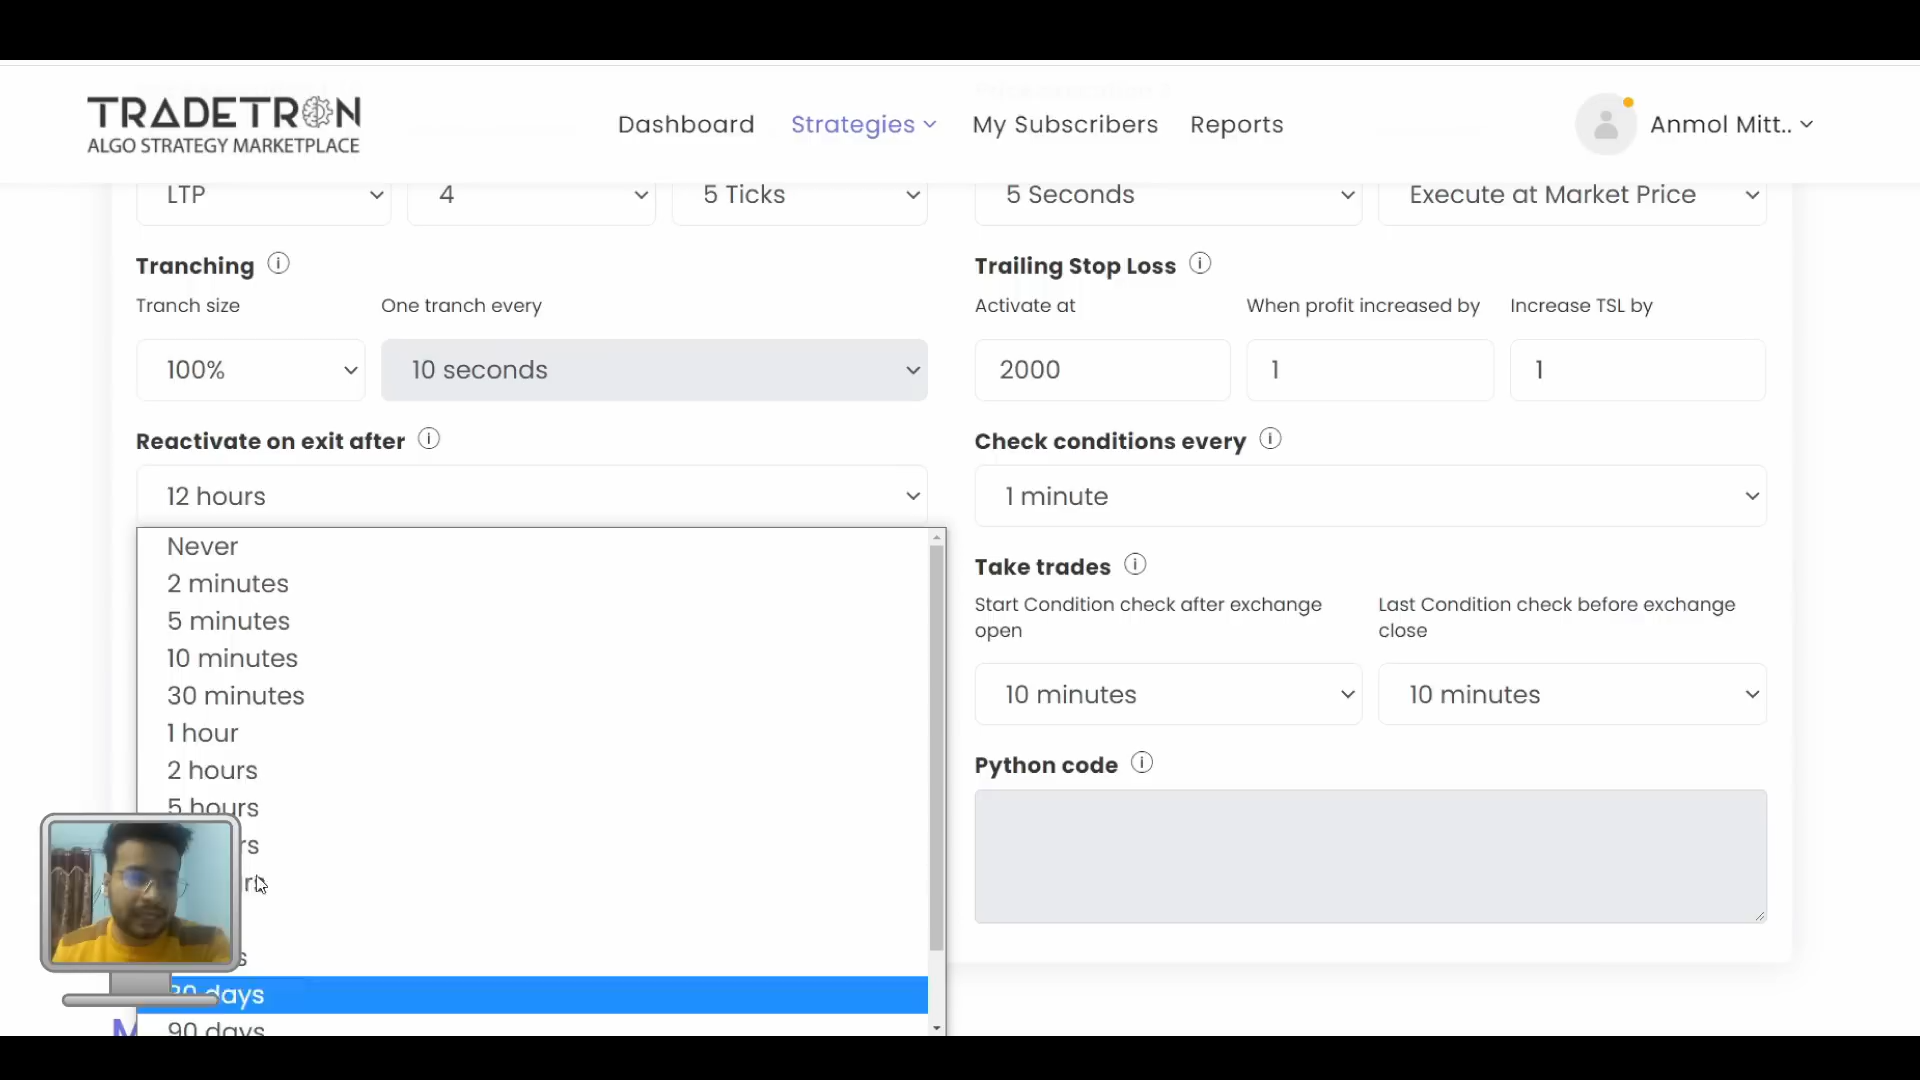 TRADETRON
ALGO STRATEGY MARKETPLACE
Dashboard
Strategies
My Subscribers
Reports
Anmol Mitt..
LTP
4
5 Ticks
5 Seconds
Execute at Market Price
Tranching
Trailing Stop Loss
Tranch size
One tranch every
Activate at
When profit increased by
Increase TSL by
100%
10 seconds
2000
1
1
Reactivate on exit after
Check conditions every
12 hours
1 minute
Never
2 minutes
5 minutes
10 minutes
30 minutes
1 hour
2 hours
5 hours
days
90 days
Take trades
Start Condition check after exchange
open
Last Condition check before exchange
close
10 minutes
10 minutes
Python code